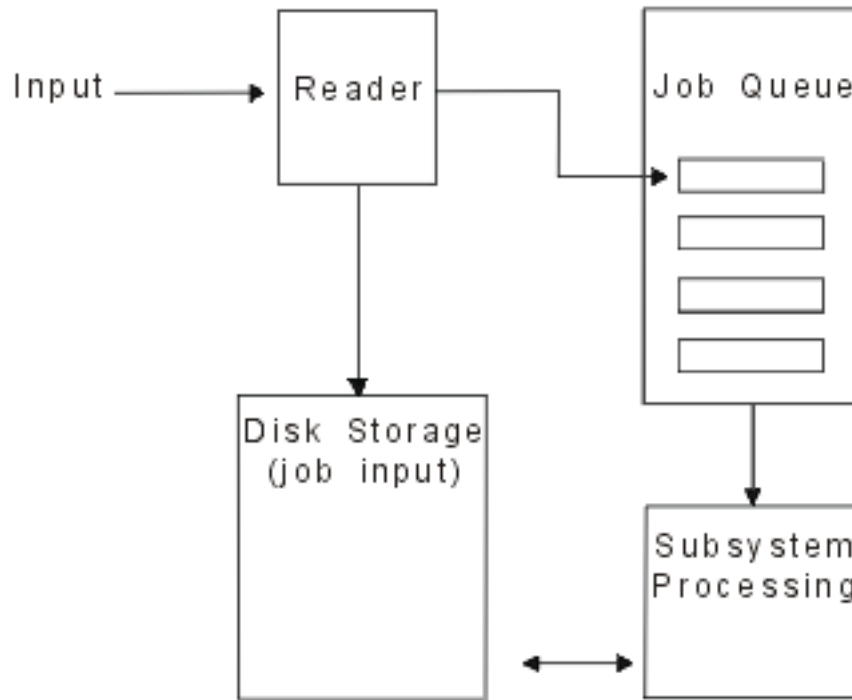 Input
Reader
Job Queue
Disk Storage
(job input)
Subsystem
Processing